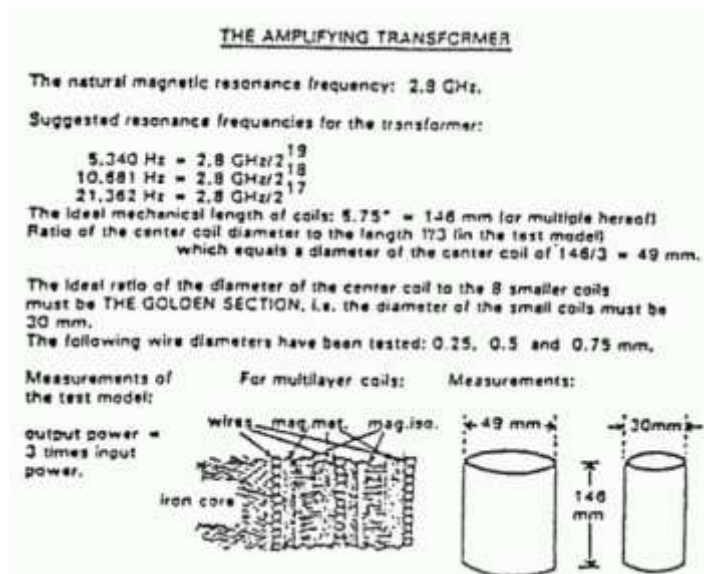 THE AMPLIFYING TRANSFORMER
The natural magnetic resonance frequency: 2.8 GHz.
Suggested resonance frequencies for the transformer:
5.340 Hz = 2.8 GHz/2^19
10.681 Hz = 2.8 GHz/2^18
21.362 Hz = 2.8 GHz/2^17
The ideal mechanical length of coils: 5.75" = 146 mm (or multiple hereof)
Ratio of the center coil diameter to the length 1?3 (in the test model)
which equals a diameter of the center coil of 146/3 = 49 mm.
The ideal ratio of the diameter of the center coil to the 8 smaller coils
must be THE GOLDEN SECTION, i.e. the diameter of the small coils must be
30 mm.
The following wire diameters have been tested: 0.25, 0.5 and 0.75 mm.
Measurements of
the test model:
output power =
3 times input
power.
For multilayer coils:
wires mag.mat. mag.iso.
iron core
Measurements:
49 mm
30mm
146
mm